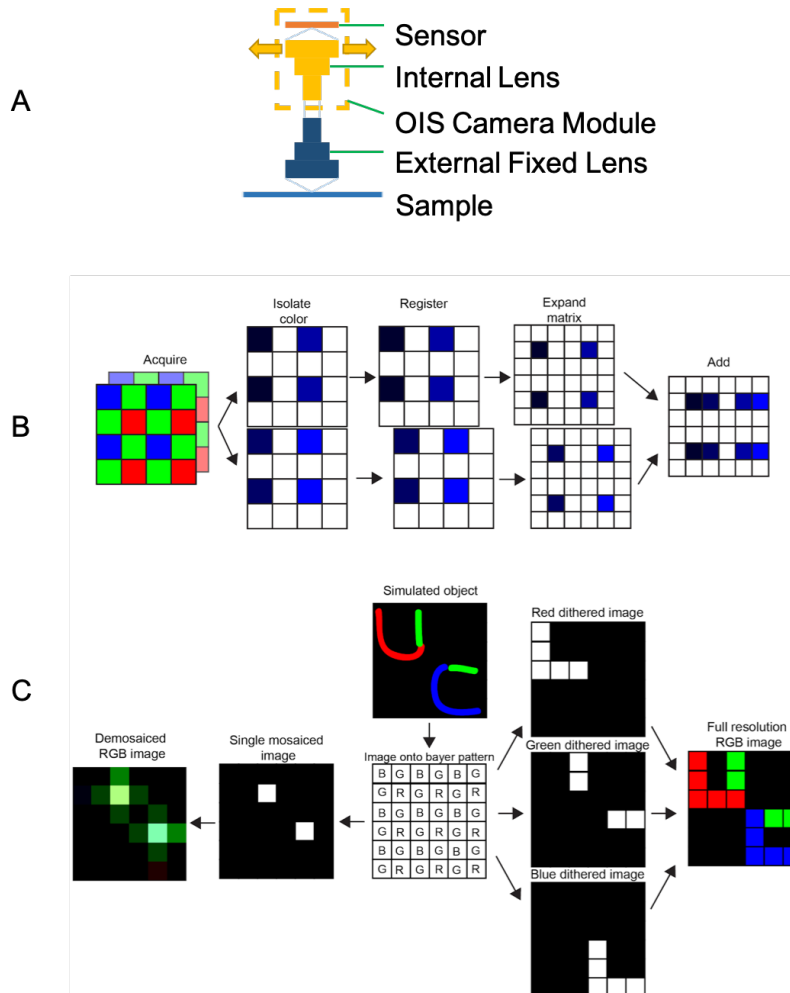 A
Sensor
Internal Lens
OIS Camera Module
External Fixed Lens
Sample
B
Acquire
Isolate
color
Register
Expand
matrix
Add
C
Simulated object
Demosaiced
RGB image
Single mosaiced
image
Image onto bayer pattern
B G B G B G
G R G R G R
B G B G B G
G R G R G R
B G B G B G
G R G R G R
Red dithered image
Green dithered image
Blue dithered image
Full resolution
RGB image